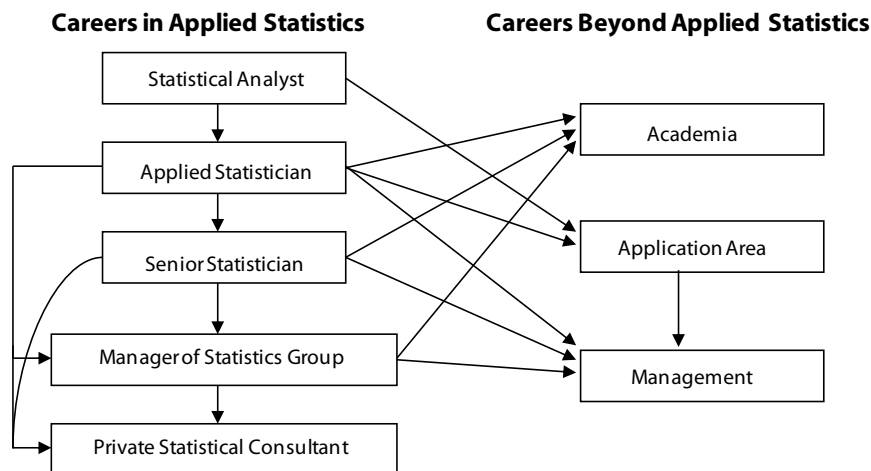 Careers in Applied Statistics
Statistical Analyst
Applied Statistician
Senior Statistician
Manager of Statistics Group
Private Statistical Consultant
Careers Beyond Applied Statistics
Academia
Application Area
Management